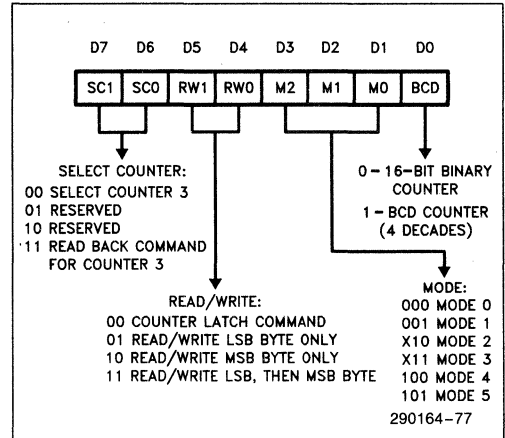 D7 D6 D5 D4 D3 D2 D1 D0
SC1 SC0 RW1 RW0 M2 M1 M0 BCD
SELECT COUNTER:
00 SELECT COUNTER 3
01 RESERVED
10 RESERVED
11 READ BACK COMMAND
FOR COUNTER 3
0-16-BIT BINARY
COUNTER
1-BCD COUNTER
(4 DECADES)
READ/WRITE:
00 COUNTER LATCH COMMAND
01 READ/WRITE LSB BYTE ONLY
10 READ/WRITE MSB BYTE ONLY
11 READ/WRITE LSB, THEN MSB BYTE
MODE:
000 MODE 0
001 MODE 1
X10 MODE 2
X11 MODE 3
100 MODE 4
101 MODE 5
290164-77